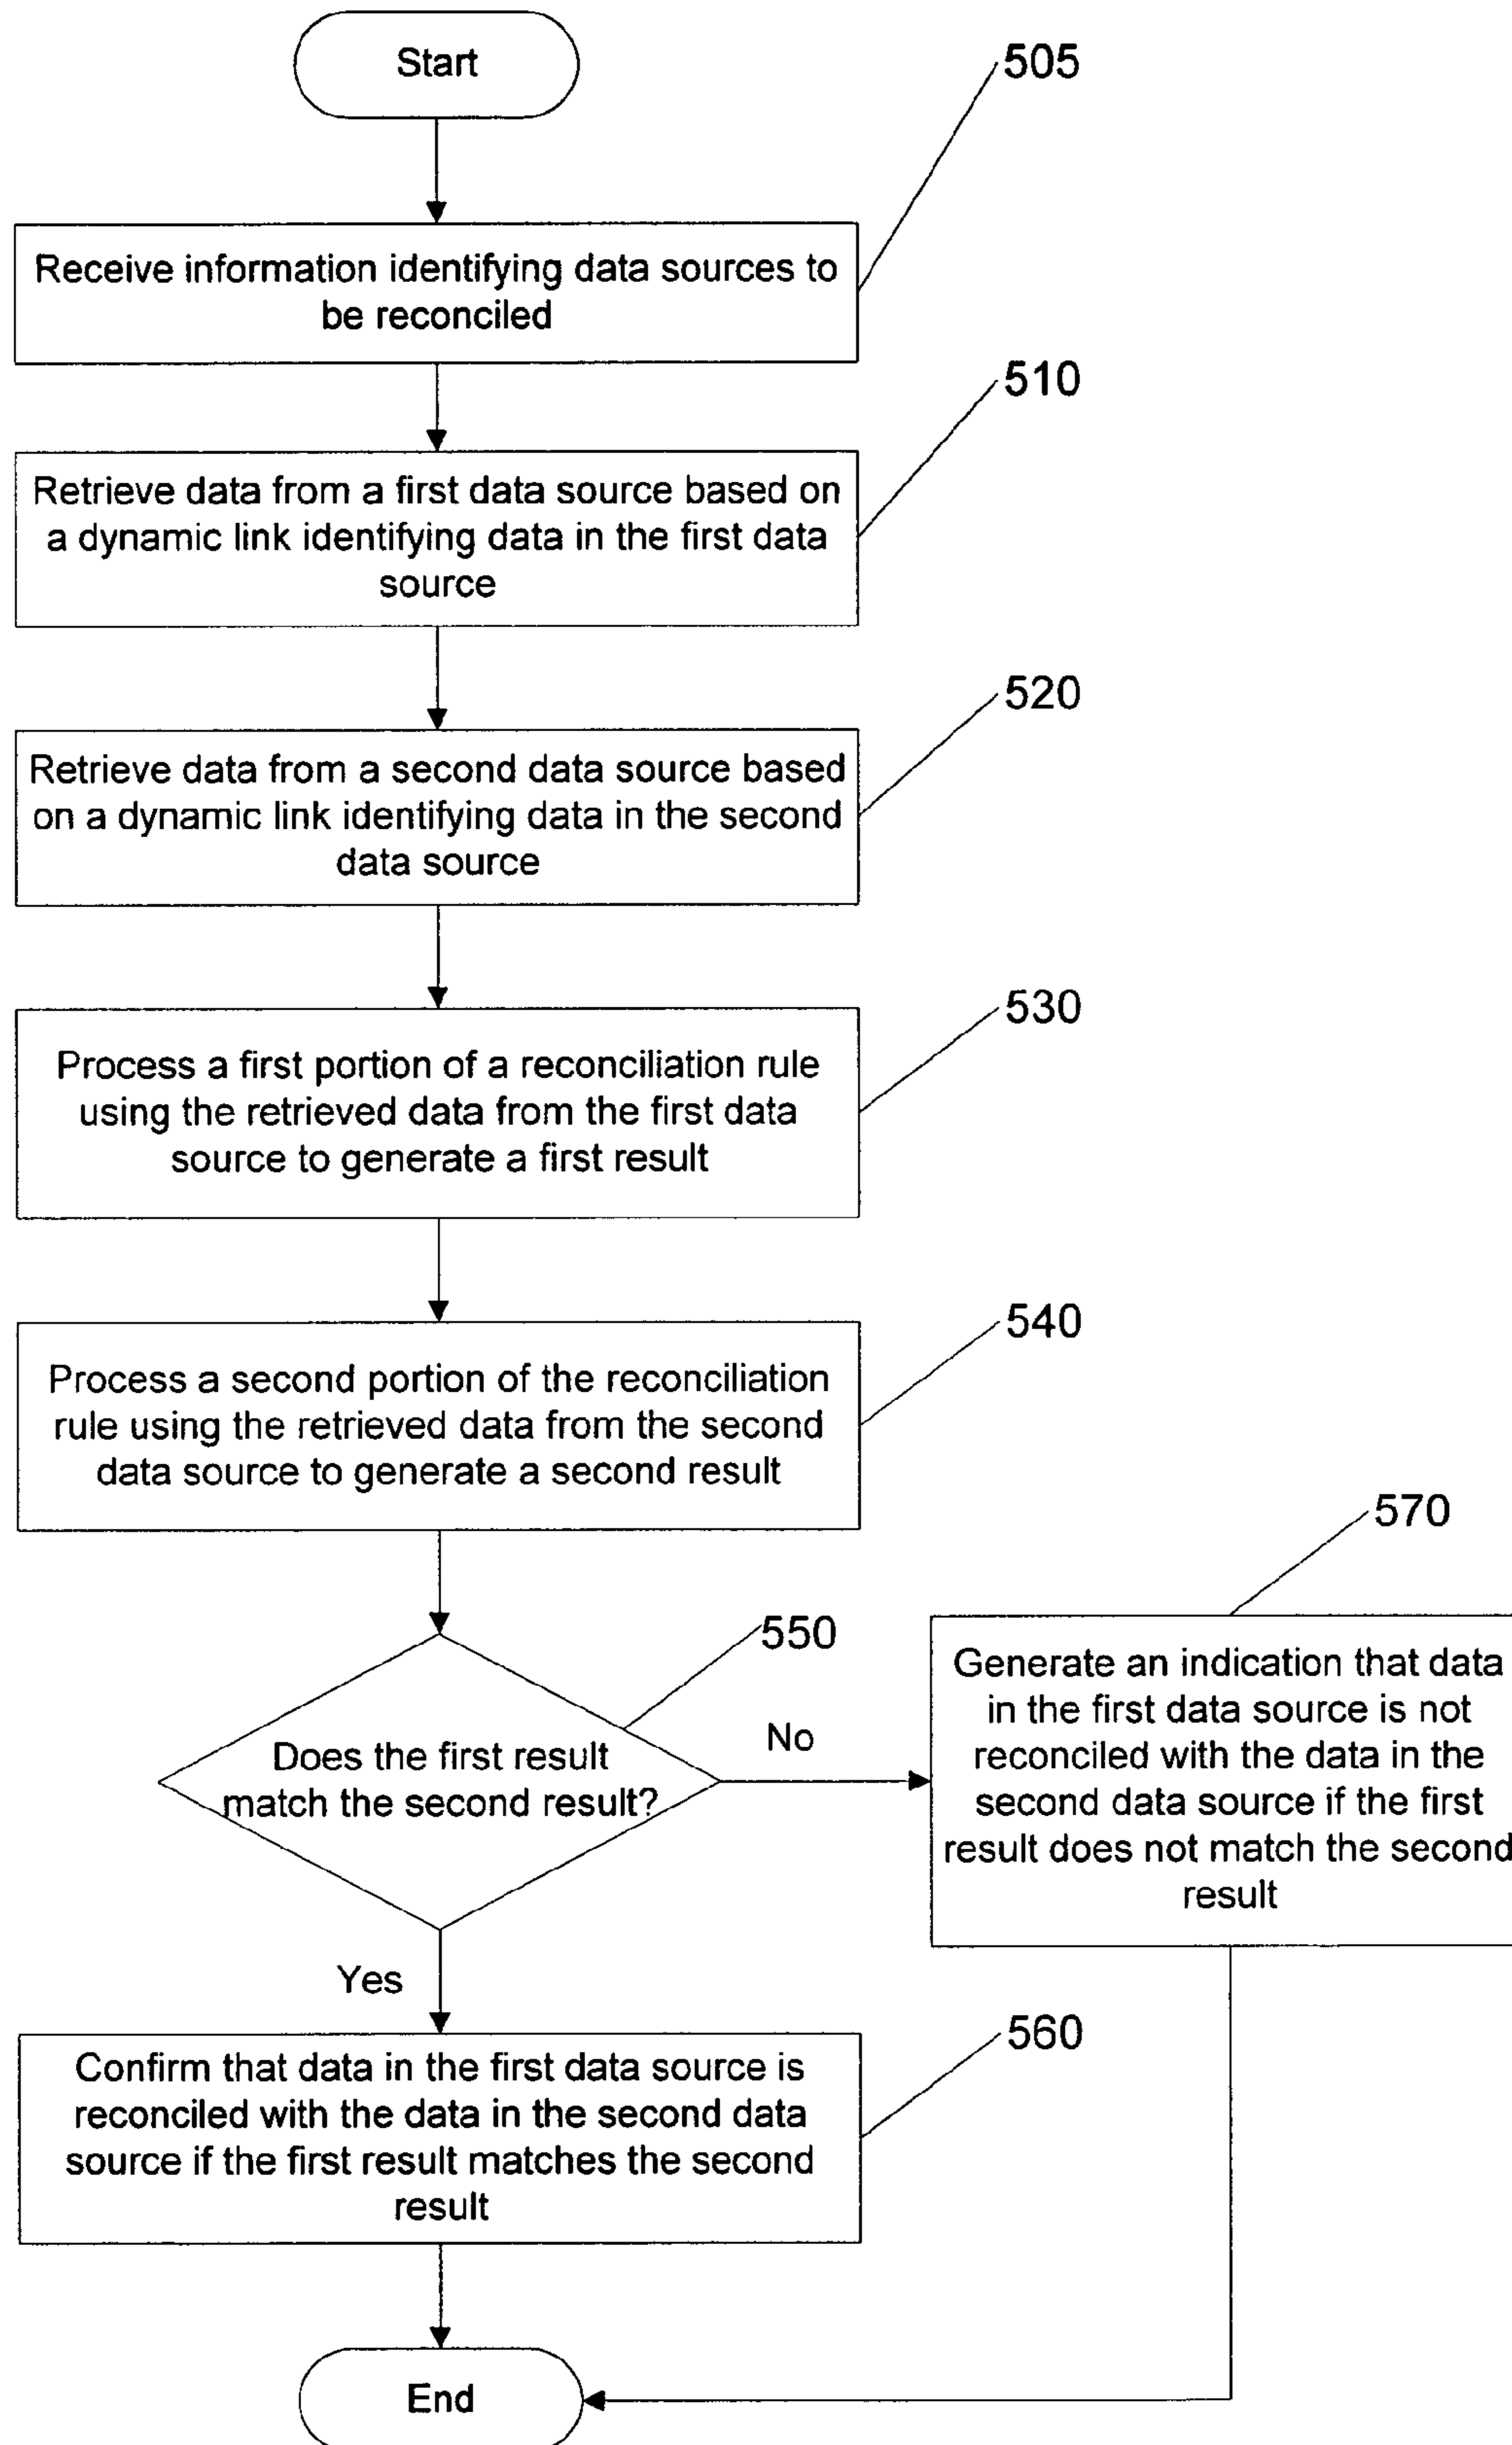 Start
505
Receive information identifying data sources to
be reconciled
510
Retrieve data from a first data source based on
a dynamic link identifying data in the first data
source
520
Retrieve data from a second data source based
on a dynamic link identifying data in the second
data source
530
Process a first portion of a reconciliation rule
using the retrieved data from the first data
source to generate a first result
540
Process a second portion of the reconciliation
rule using the retrieved data from the second
data source to generate a second result
550
Does the first result
match the second result?
No
570
Generate an indication that data
in the first data source is not
reconciled with the data in the
second data source if the first
result does not match the second
result
Yes
560
Confirm that data in the first data source is
reconciled with the data in the second data
source if the first result matches the second
result
End